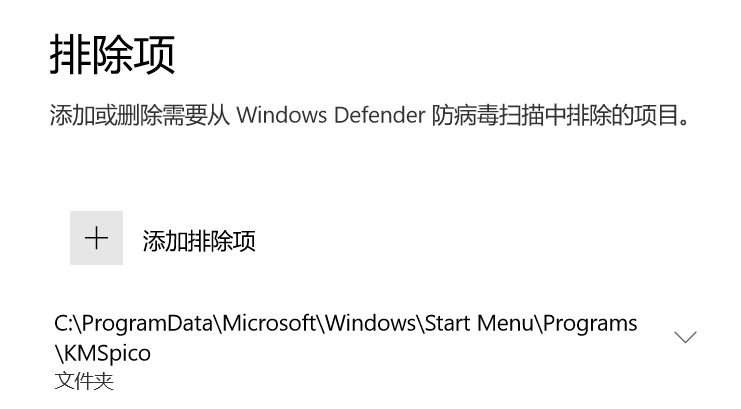 排除项
添加或删除需要从 Windows Defender 防病毒扫描中排除的项目。
添加排除项
C:\ProgramData\Microsoft\Windows\Start Menu\Programs
\KMSpico
文件夹